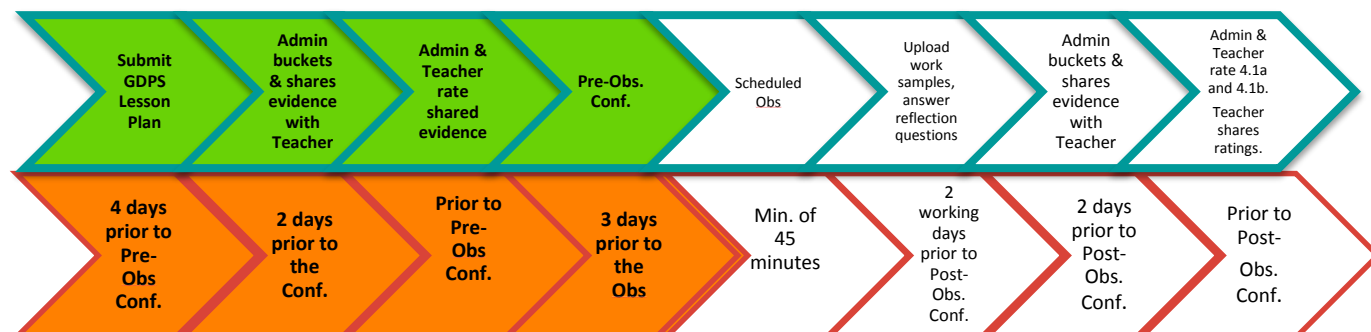 Submit
GDPS
Lesson
Plan
Admin
buckets
& shares
evidence
with
Teacher
Admin &
Teacher
rate
shared
evidence
Pre-Obs.
Conf.
Scheduled
Obs
Upload
work
samples,
answer
reflection
questions
Admin
buckets &
shares
evidence
with
Teacher
Admin &
Teacher
rate 4.1a
and 4.1b.
Teacher
shares
ratings.
4 days
prior to
Pre-
Obs
Conf.
2 days
prior to
the
Conf.
Prior to
Pre-
Obs
Conf.
3 days
prior to
the
Obs
Min. of
45
minutes
2
working
days
prior to
Post-
Obs.
Conf.
2 days
prior to
Post-
Obs.
Conf.
Prior to
Post-
Obs.
Conf.